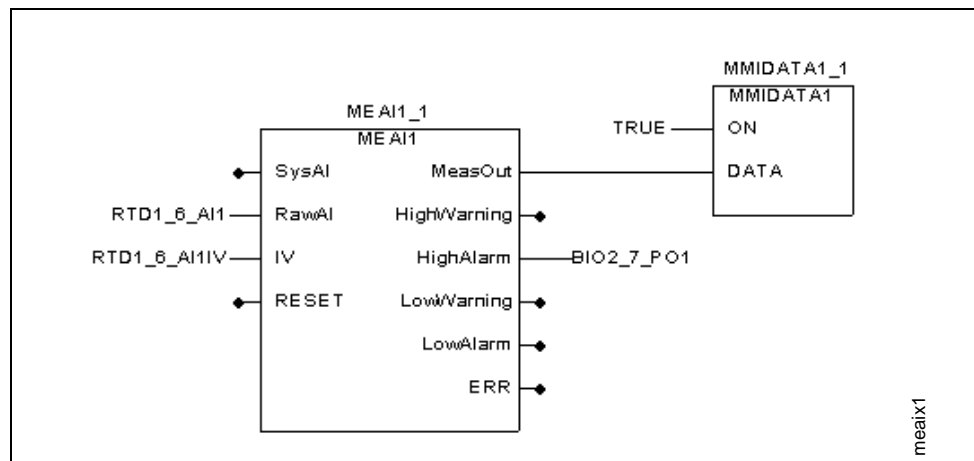 MMIDATA1_1
MMIDATA1
TRUE ON
DATA
MEAI1_1
MEAI1
SysAI MeasOut
RTD1_6_AI1 RawAI HighWarning
RTD1_6_AI1IV IV HighAlarm BIO2_7_PO1
RESET LowWarning
LowAlarm
ERR
meaix1